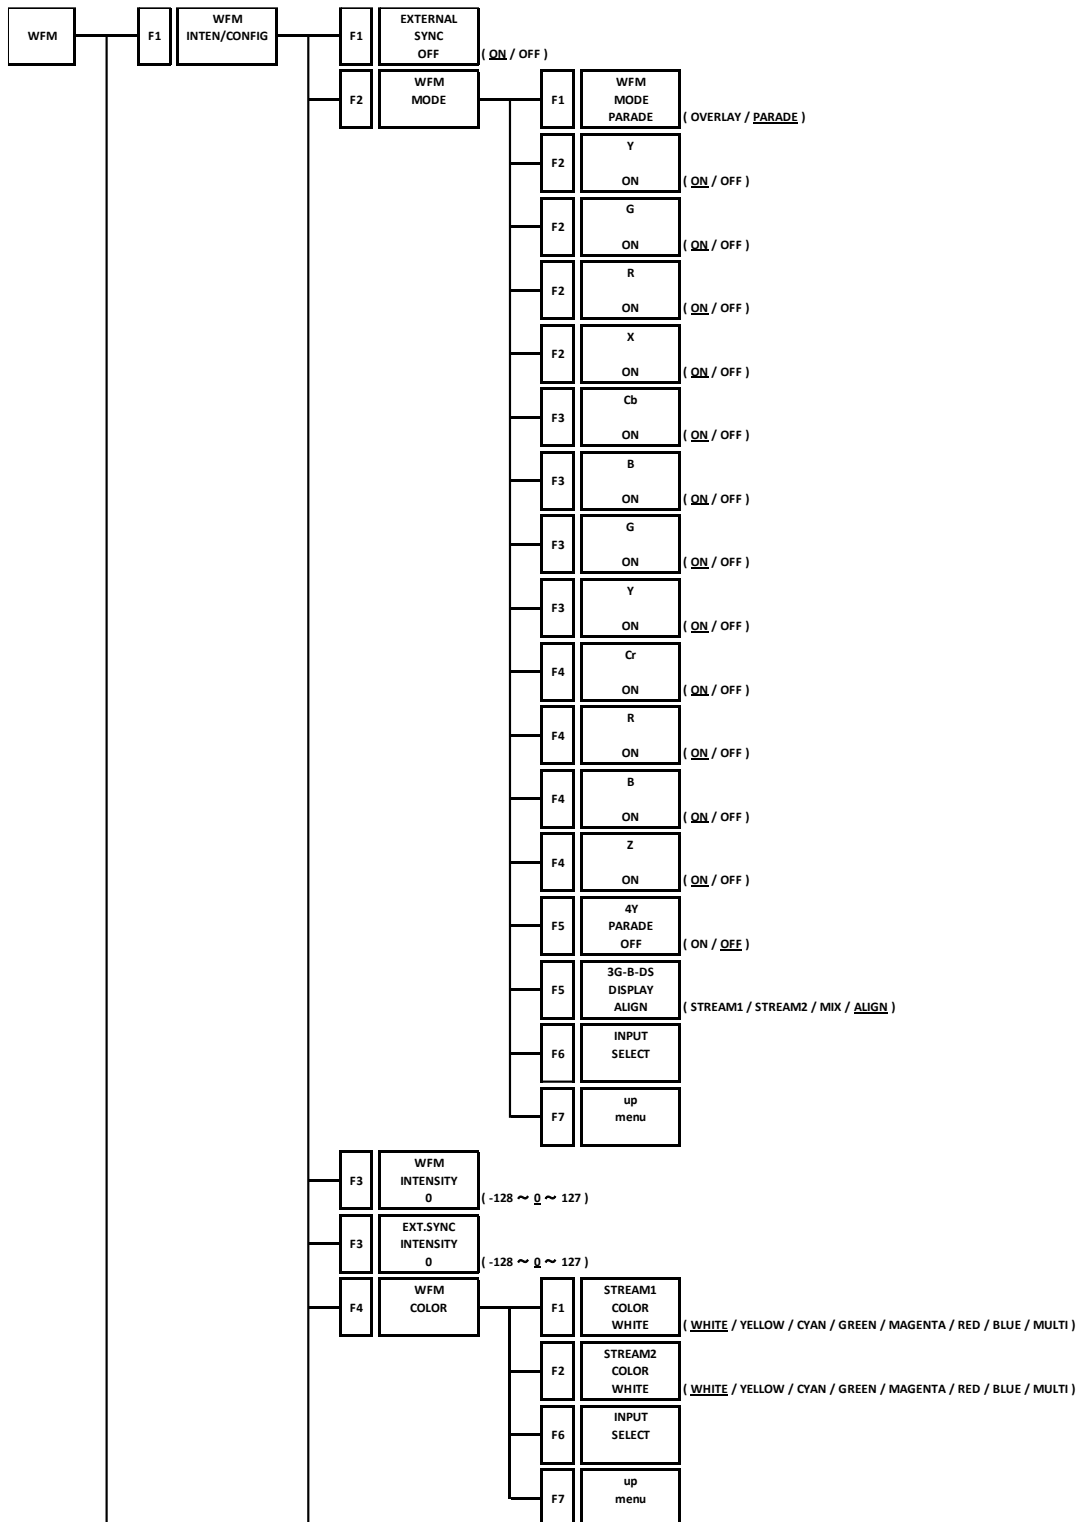 WFM
F1
WFM
INTEN/CONFIG
F1
EXTERNAL
SYNC
OFF
( ON / OFF )
F2
WFM
MODE
F1
WFM
MODE
PARADE
( OVERLAY / PARADE )
F2
Y
ON
( ON / OFF )
F2
G
ON
( ON / OFF )
F2
R
ON
( ON / OFF )
F2
X
ON
( ON / OFF )
F3
Cb
ON
( ON / OFF )
F3
B
ON
( ON / OFF )
F3
G
ON
( ON / OFF )
F3
Y
ON
( ON / OFF )
F4
Cr
ON
( ON / OFF )
F4
R
ON
( ON / OFF )
F4
B
ON
( ON / OFF )
F4
Z
ON
( ON / OFF )
F5
4Y
PARADE
OFF
( ON / OFF )
F5
3G-B-DS
DISPLAY
ALIGN
( STREAM1 / STREAM2 / MIX / ALIGN )
F6
INPUT
SELECT
F7
up
menu
F3
WFM
INTENSITY
0
( -128 ~ 0 ~ 127 )
F3
EXT.SYNC
INTENSITY
0
( -128 ~ 0 ~ 127 )
F4
WFM
COLOR
F1
STREAM1
COLOR
WHITE
( WHITE / YELLOW / CYAN / GREEN / MAGENTA / RED / BLUE / MULTI )
F2
STREAM2
COLOR
WHITE
( WHITE / YELLOW / CYAN / GREEN / MAGENTA / RED / BLUE / MULTI )
F6
INPUT
SELECT
F7
up
menu